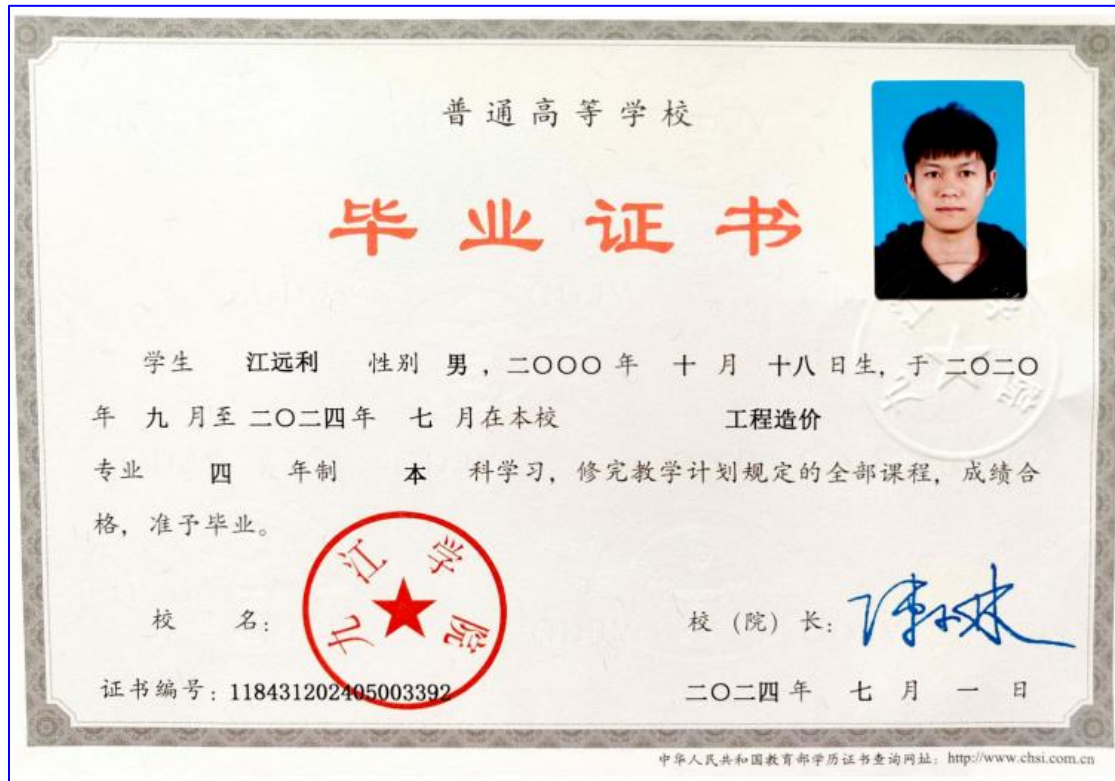 普通高等学校
毕业证书
学生 江远利 性别 男，二〇〇〇年 十 月 十八 日生，于 二〇二〇
年 九 月至 二〇二四年 七 月在本校 工程造价
专业 四 年制 本 科学习，修完教学计划规定的全部课程，成绩合
格，准予毕业。
九江学院
校 名：
校（院）长：
证书编号：118431202405003392
二〇二四年 七 月 一 日
中华人民共和国教育部学历证书查询网址：http://www.chsi.com.cn